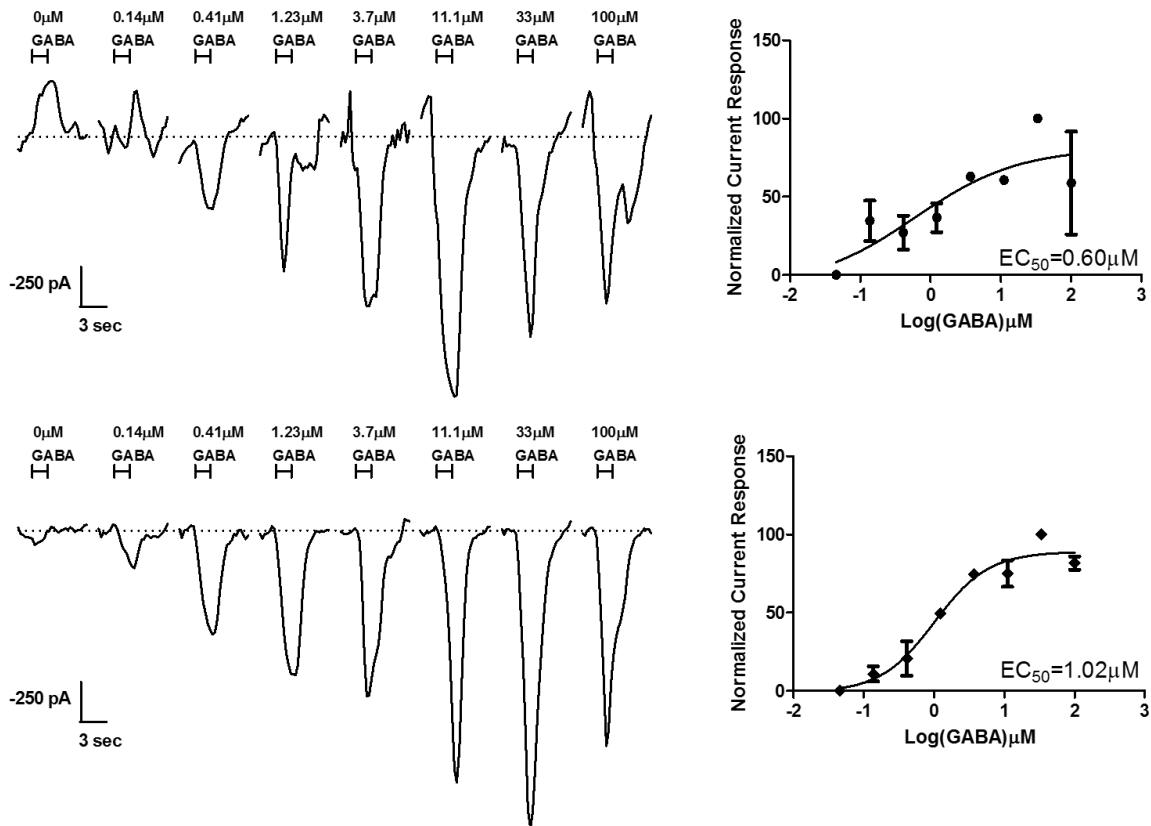 0µM 0.14µM 0.41µM 1.23µM 3.7µM 11.1µM 33µM 100µM
GABA GABA GABA GABA GABA GABA GABA GABA
-250 pA
3 sec
150
100
50
0
Normalized Current Response
EC50=0.60µM
-2 -1 0 1 2 3
Log(GABA)µM
0µM 0.14µM 0.41µM 1.23µM 3.7µM 11.1µM 33µM 100µM
GABA GABA GABA GABA GABA GABA GABA GABA
-250 pA
3 sec
150
100
50
0
Normalized Current Response
EC50=1.02µM
-2 -1 0 1 2 3
Log(GABA)µM